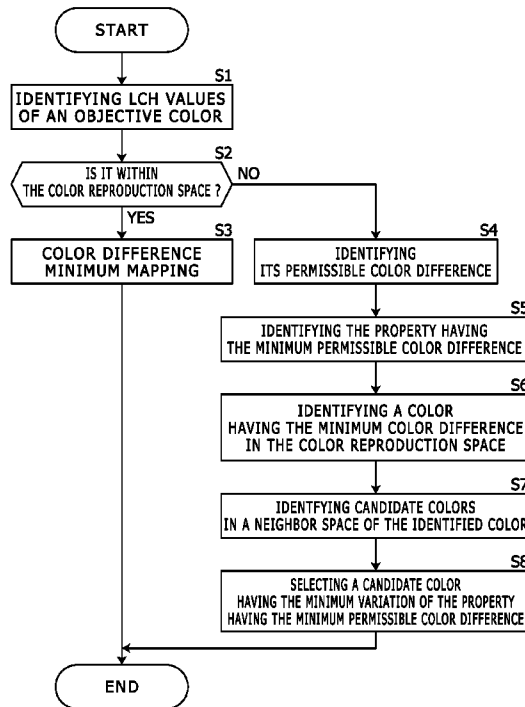 START
S1
IDENTIFYING LCH VALUES
OF AN OBJECTIVE COLOR
S2
IS IT WITHIN
THE COLOR REPRODUCTION SPACE ?
NO
YES
S3
COLOR DIFFERENCE
MINIMUM MAPPING
S4
IDENTIFYING
ITS PERMISSIBLE COLOR DIFFERENCE
S5
IDENTIFYING THE PROPERTY HAVING
THE MINIMUM PERMISSIBLE COLOR DIFFERENCE
S6
IDENTIFYING A COLOR
HAVING THE MINIMUM COLOR DIFFERENCE
IN THE COLOR REPRODUCTION SPACE
S7
IDENTFYING CANDIDATE COLORS
IN A NEIGHBOR SPACE OF THE IDENTIFIED COLOR
S8
SELECTING A CANDIDATE COLOR
HAVING THE MINIMUM VARIATION OF THE PROPERTY
HAVING THE MINIMUM PERMISSIBLE COLOR DIFFERENCE
END